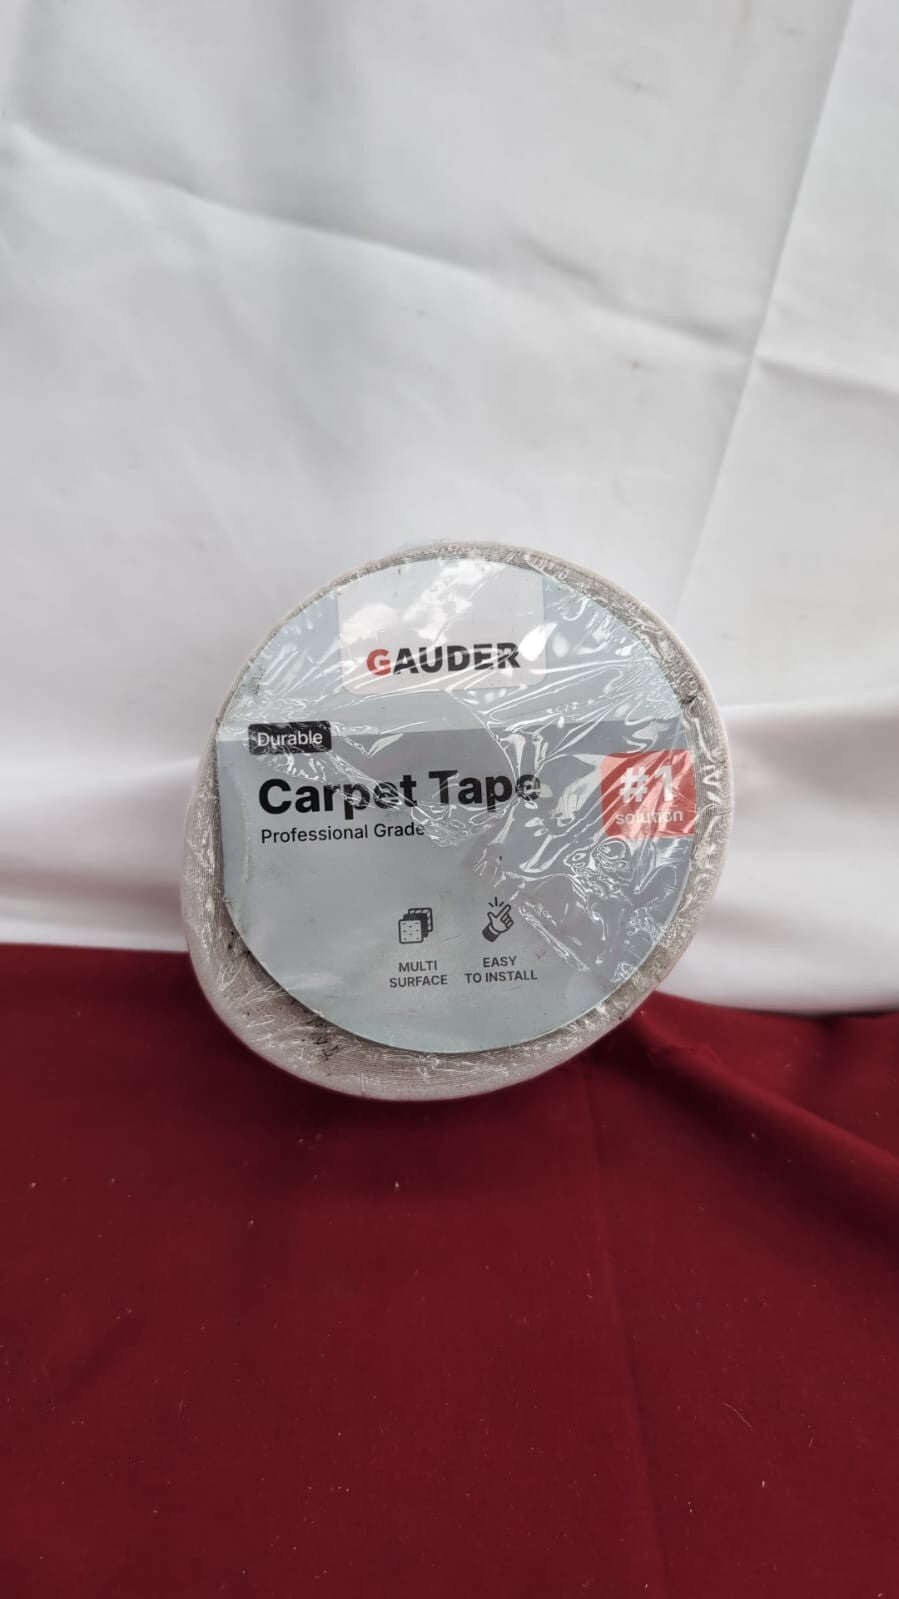 GAUDER
Durable
Carpet Tape
Professional Grade
#1
solution
MULTI
SURFACE
EASY
TO INSTALL